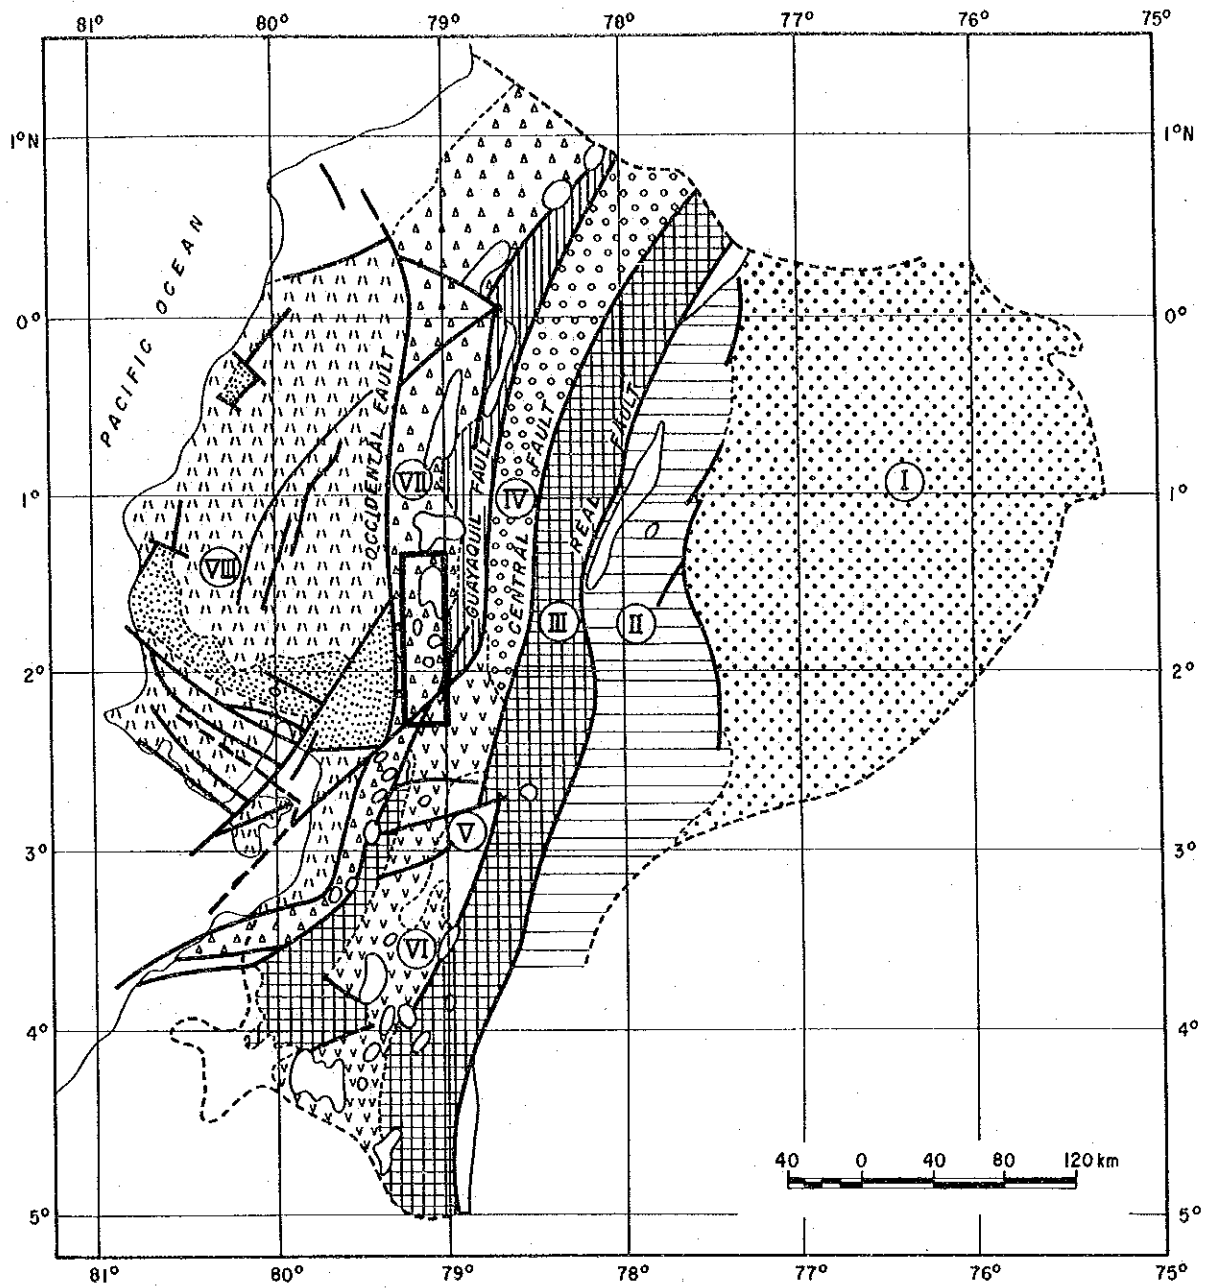 81° 80° 79° 78° 77° 76° 75°
1°N 1°N
PACIFIC OCEAN
0° 0°
OCCIDENTAL FAULT
GUAYAQUIL FAULT
CENTRAL FAULT
REAL FAULT
VII
IV
I
1° 1°
VIII
III
II
2° 2°
V
3° 3°
VI
4° 4°
40 0 40 80 120 km
5° 5°
81° 80° 79° 78° 77° 76° 75°